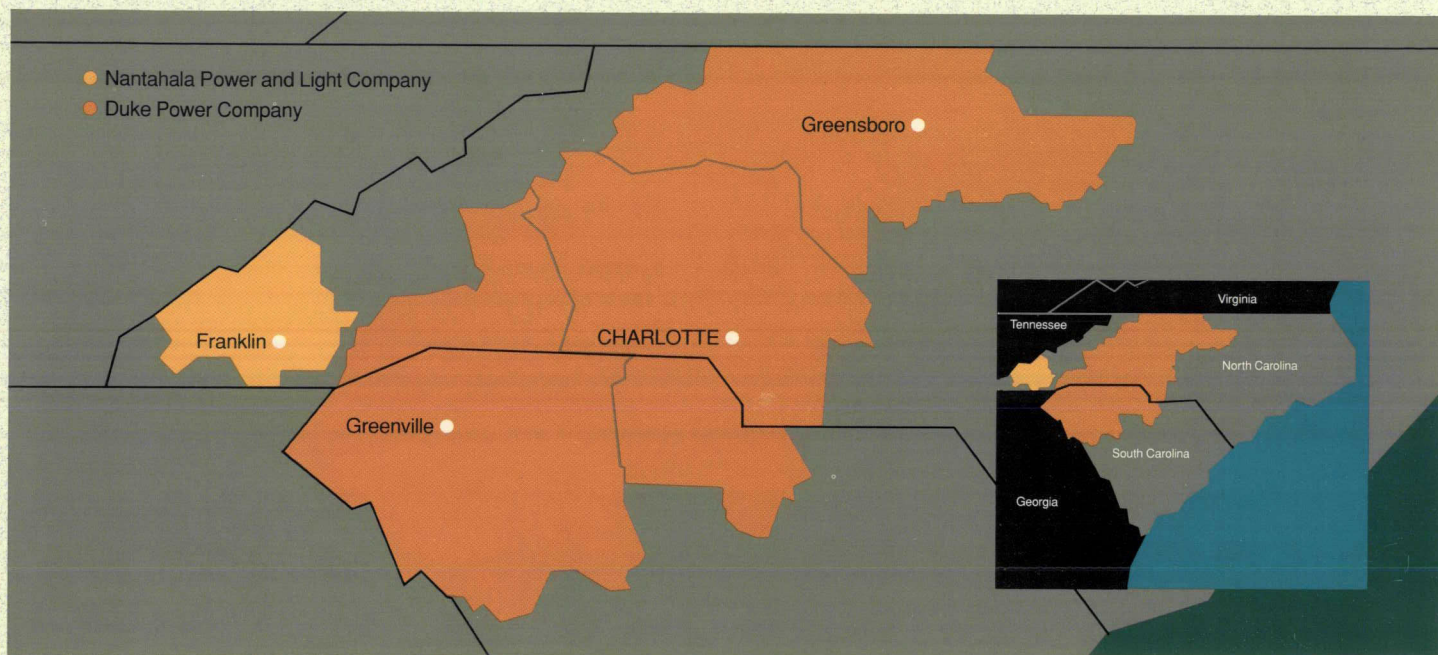 Nantahala Power and Light Company
Duke Power Company
Greensboro
Franklin
CHARLOTTE
Greenville
Virginia
Tennessee
North Carolina
South Carolina
Georgia